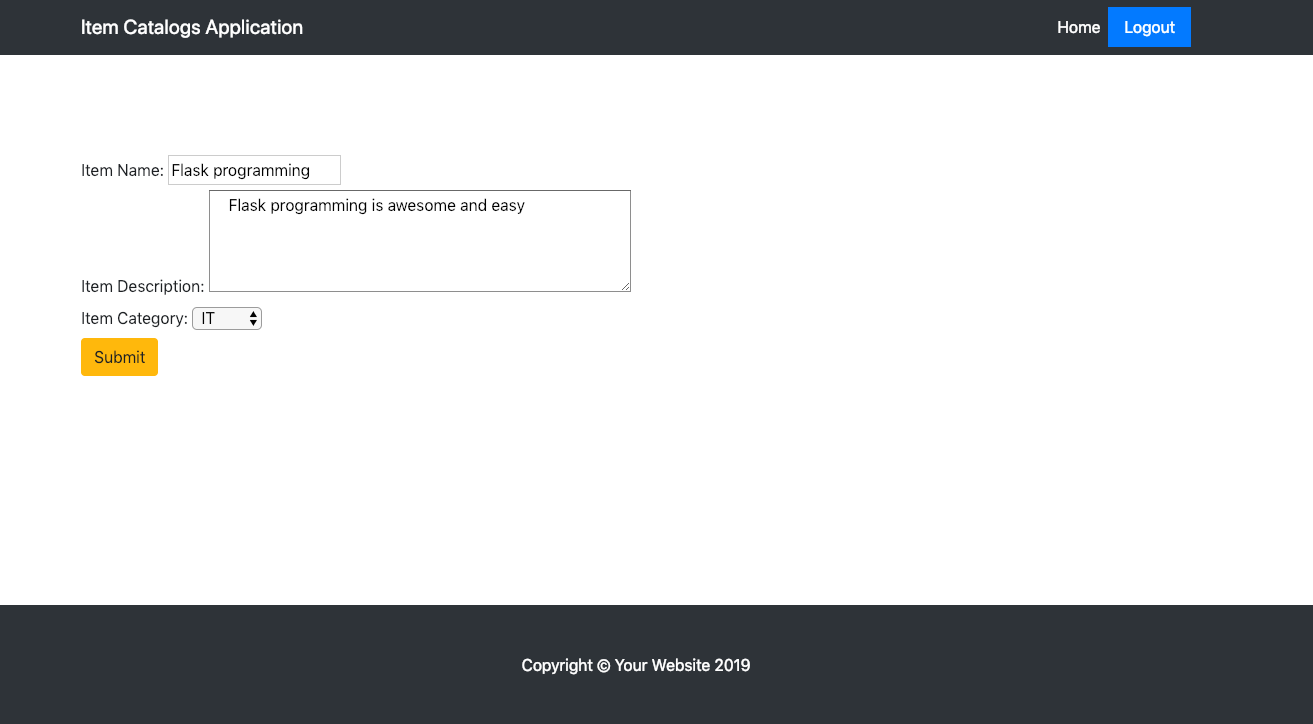 Item Catalogs Application
Home
Logout
Item Name: Flask programming
Flask programming is awesome and easy
Item Description:
Item Category: IT
Submit
Copyright © Your Website 2019